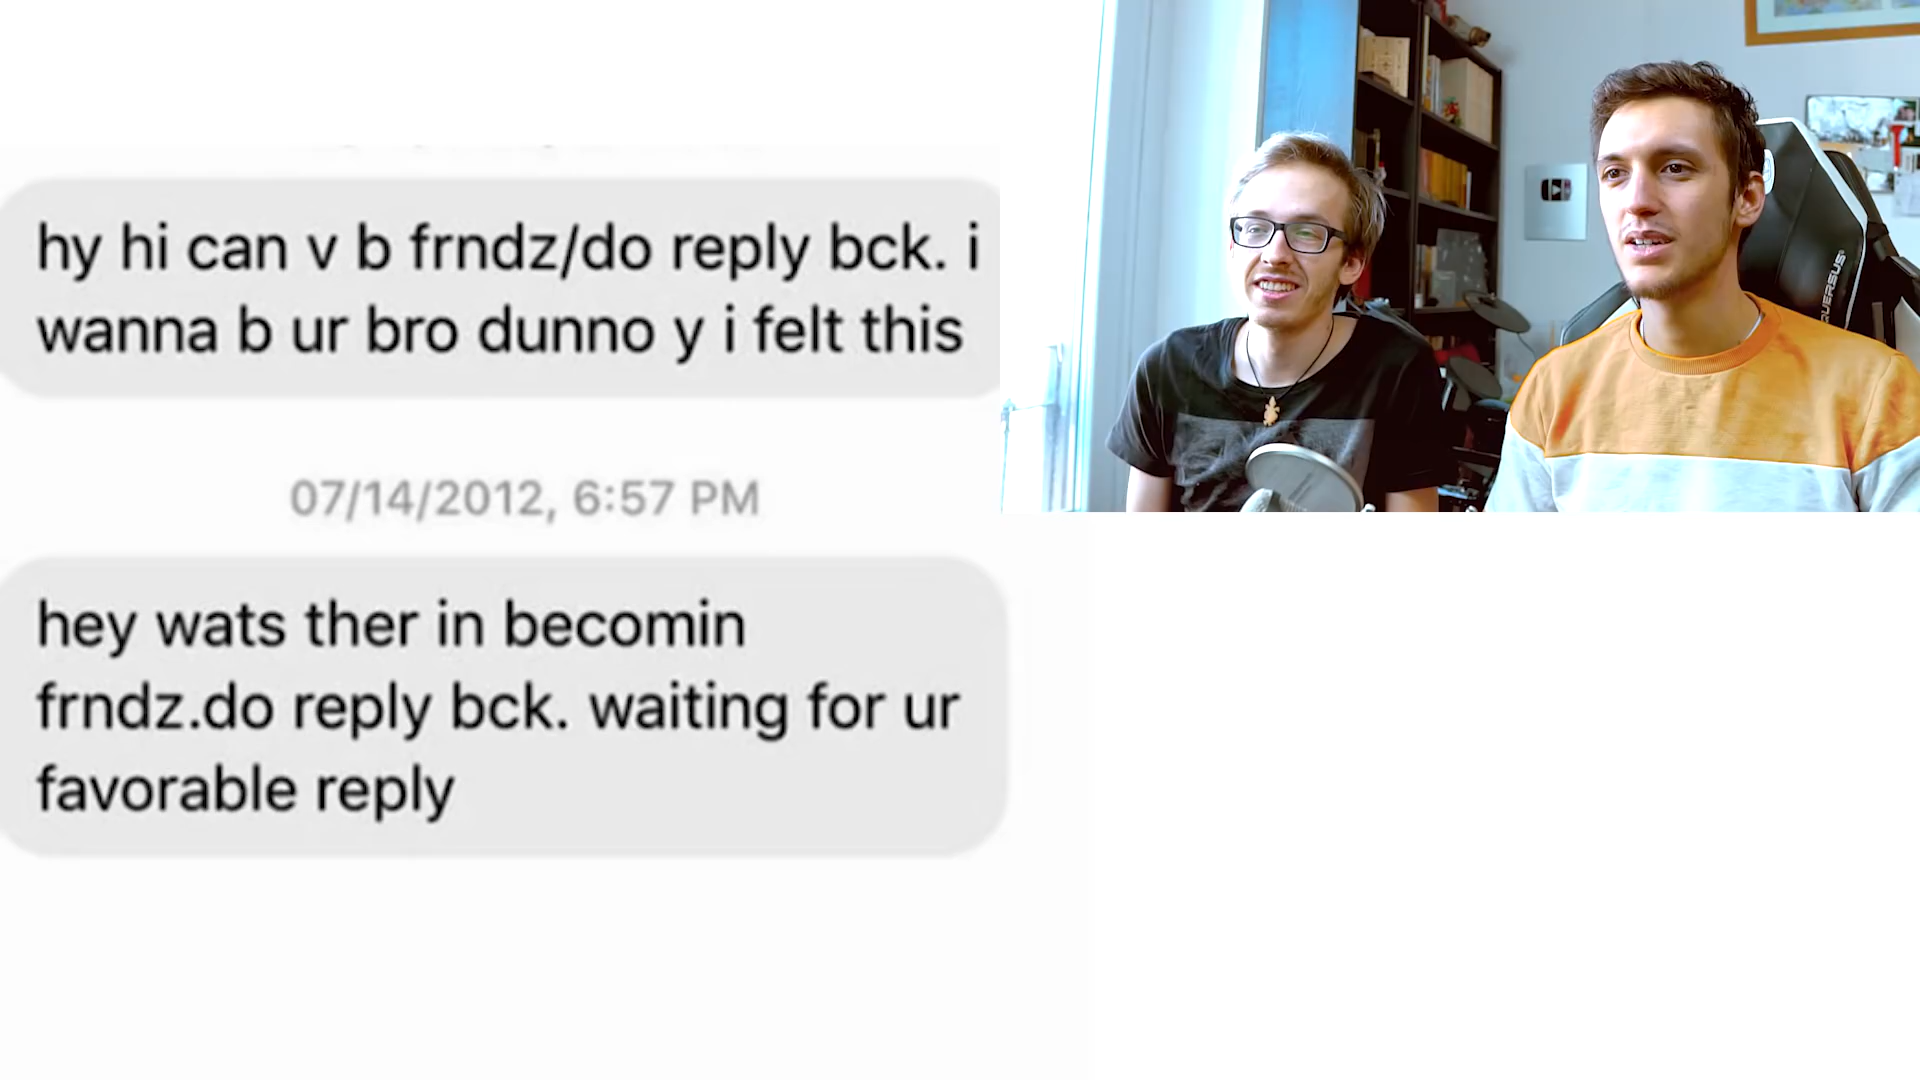 hy hi can v b frndz/do reply bck. i
wanna b ur bro dunno y i felt this
07/14/2012, 6:57 PM
hey wats ther in becomin
frndz.do reply bck. waiting for ur
favorable reply
QUERSUS